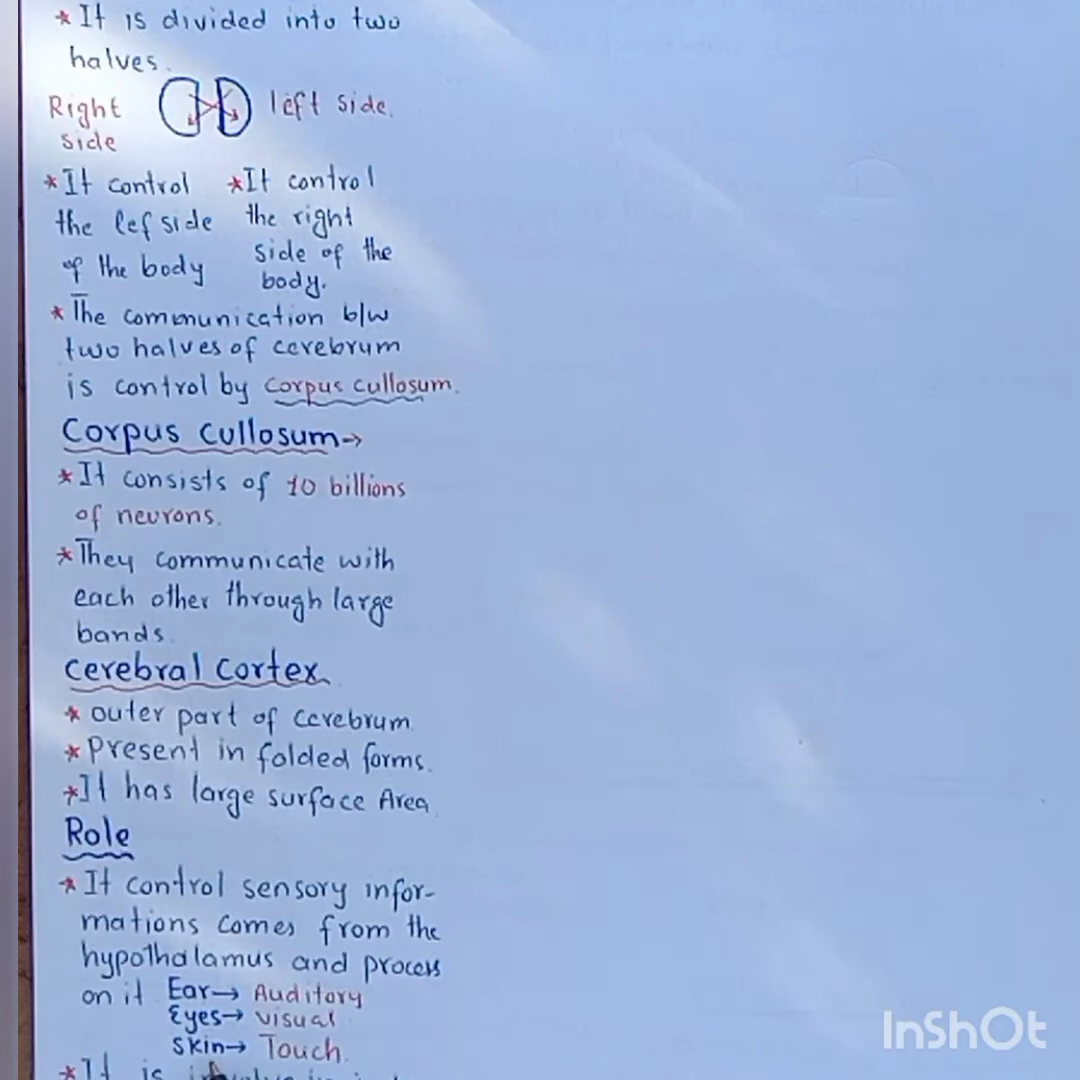 * It is divided into two
halves.
Right side
left side.
* It control
the lef side
of the body
* It control
the right
side of the
body.
* The communication b/w
two halves of cerebrum
is control by corpus cullosum.
Corpus cullosum→
* It consists of 10 billions
of neurons.
* They communicate with
each other through large
bands.
cerebral cortex
* outer part of cerebrum
* Present in folded forms.
* It has large surface Area
Role
* It control sensory infor-
mations comes from the
hypothalamus and process
on it Ear→ Auditory
Eyes→ visual
Skin→ Touch.
* It is
InShOt